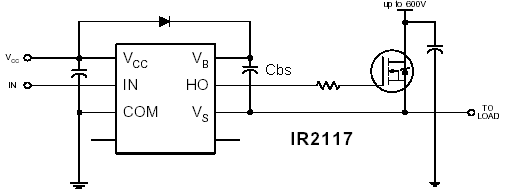 up to 600V
VCC
VCC
VB
Cbs
IN
IN
HO
COM
VS
TO
LOAD
IR2117